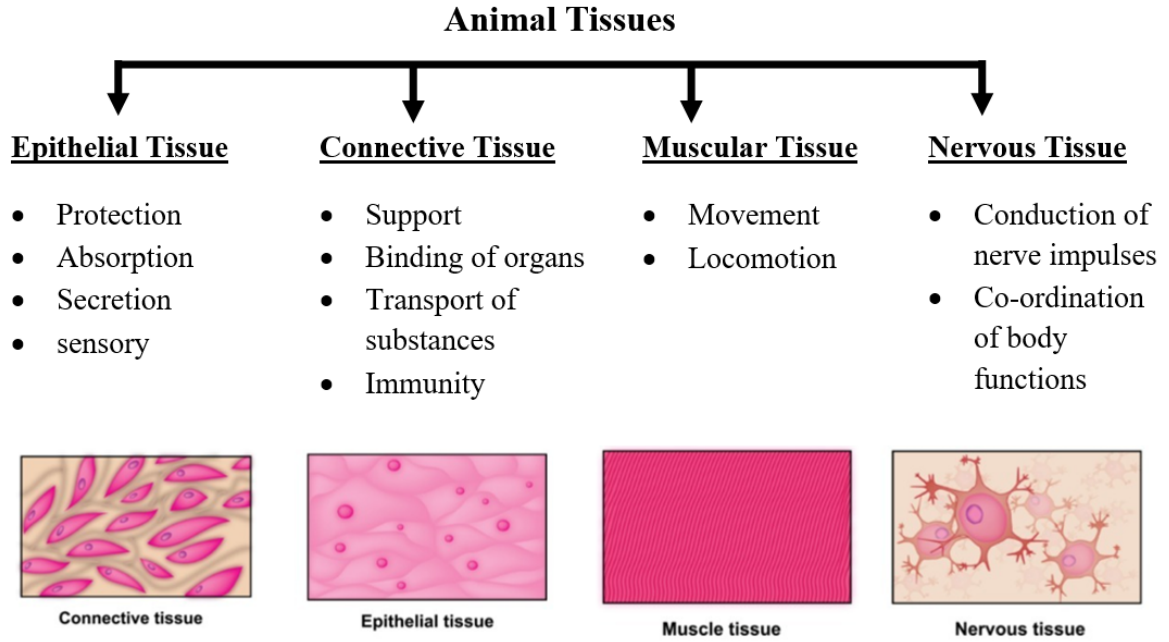 Animal Tissues
Epithelial Tissue
• Protection
• Absorption
• Secretion
• sensory
Connective Tissue
• Support
• Binding of organs
• Transport of
substances
• Immunity
Muscular Tissue
• Movement
• Locomotion
Nervous Tissue
• Conduction of
nerve impulses
• Co-ordination
of body
functions
Connective tissue
Epithelial tissue
Muscle tissue
Nervous tissue